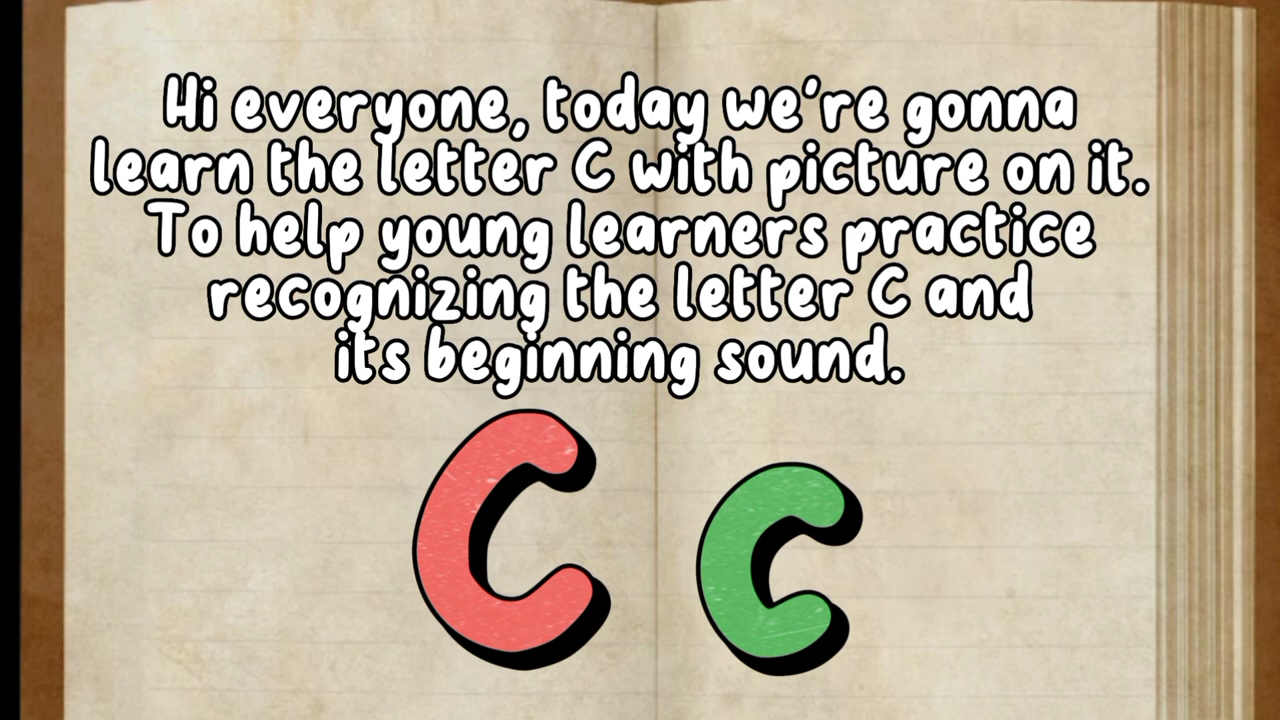 Hi everyone, today we're gonna
learn the letter C with picture on it.
To help young learners practice
recognizing the letter C and
its beginning sound.
C c